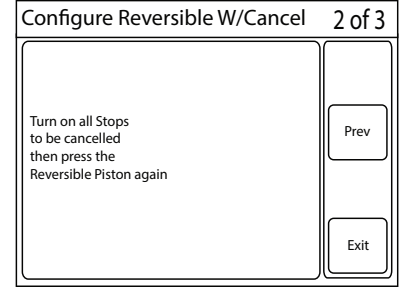 Configure Reversible W/Cancel 2 of 3
Turn on all Stops
to be cancelled
then press the
Reversible Piston again
Prev
Exit